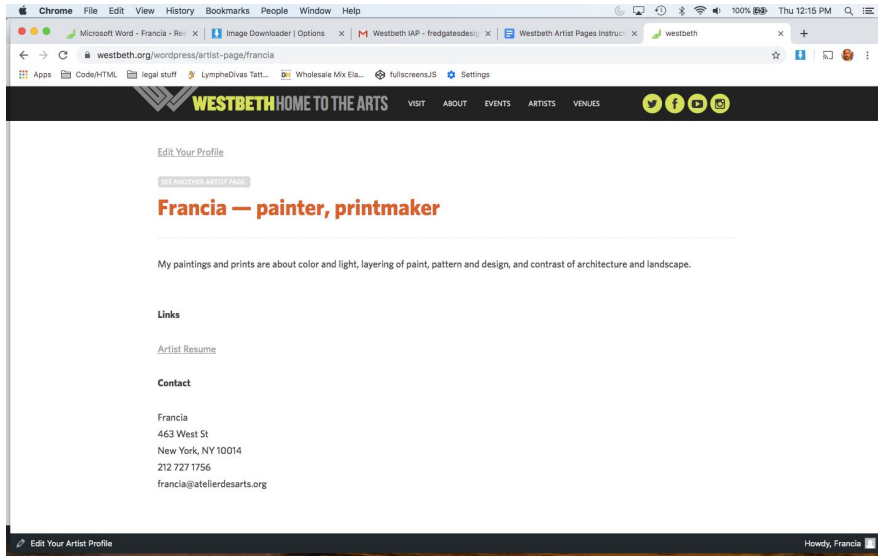 Chrome File Edit View History Bookmarks People Window Help 100% Thu 12:15 PM
Microsoft Word - Francia - Res Image Downloader | Options Westbeth IAP - fredgatesdesig Westbeth Artist Pages Instruct westbeth
westbeth.org/wordpress/artist-page/francia
Apps Code/HTML legal stuff LympheDivas Tatt... Wholesale Mix Ela... fullscreensJS Settings
WESTBETH HOME TO THE ARTS VISIT ABOUT EVENTS ARTISTS VENUES
Edit Your Profile
SEE ANOTHER ARTIST PAGE.
Francia — painter, printmaker
My paintings and prints are about color and light, layering of paint, pattern and design, and contrast of architecture and landscape.
Links
Artist Resume
Contact
Francia
463 West St
New York, NY 10014
212 727 1756
francia@atelierdesarts.org
Edit Your Artist Profile Howdy, Francia